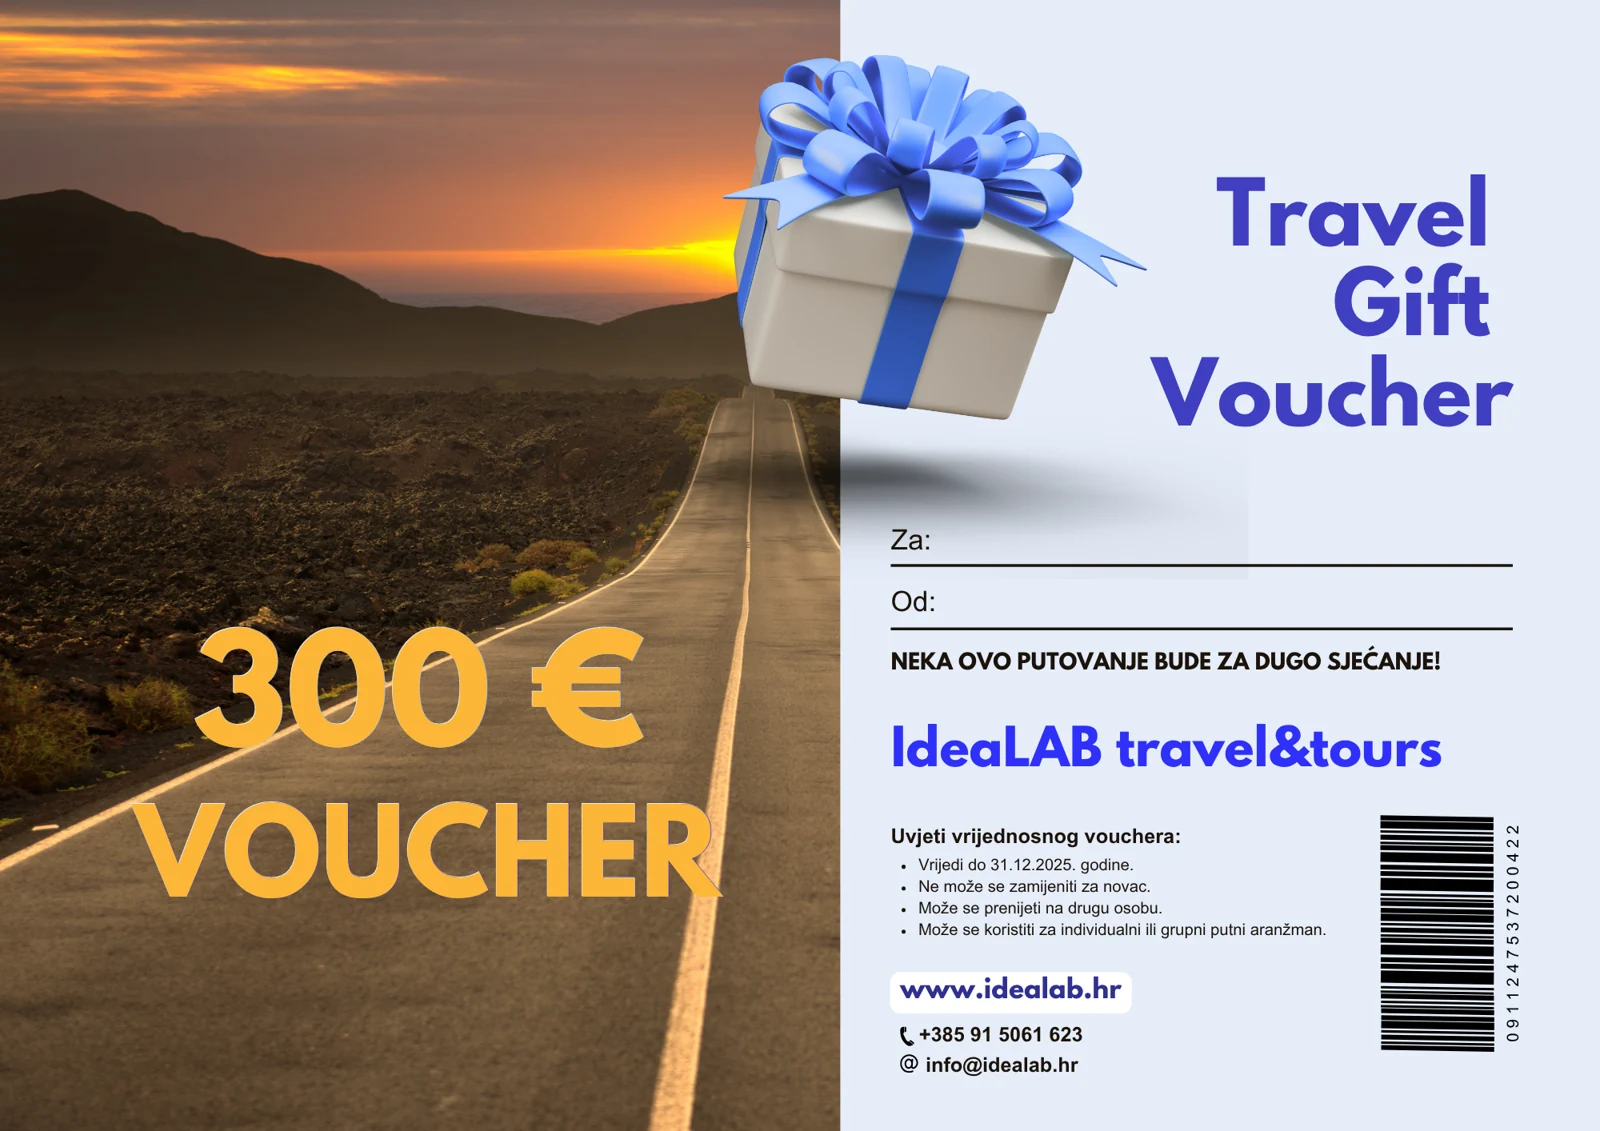 300 €
VOUCHER
Travel
Gift
Voucher
Za:
Od:
NEKA OVO PUTOVANJE BUDE ZA DUGO SJEĆANJE!
IdeaLAB travel&tours
Uvjeti vrijednosnog vouchera:
• Vrijedi do 31.12.2025. godine.
• Ne može se zamijeniti za novac.
• Može se prenijeti na drugu osobu.
• Može se koristiti za individualni ili grupni putni aranžman.
www.idealab.hr
+385 91 5061 623
@ info@idealab.hr
0911247537200422